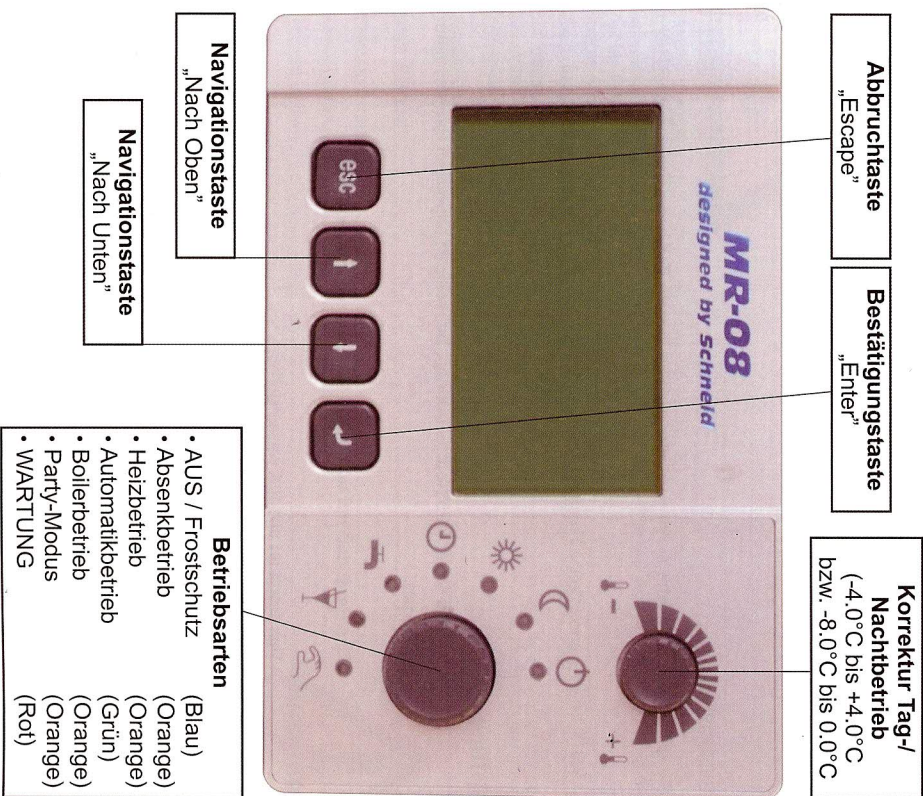 Abbruchtaste
„Escape”
Bestätigungstaste
„Enter”
Korrektur Tag-/
Nachtbetrieb
(-4.0°C bis +4.0°C
bzw. -8.0°C bis 0.0°C
MR-08
designed by Schneid
esc
Navigationstaste
„Nach Oben”
Navigationstaste
„Nach Unten”
Betriebsarten
• AUS / Frostschutz (Blau)
• Absenkbetrieb (Orange)
• Heizbetrieb (Orange)
• Automatikbetrieb (Grün)
• Boilerbetrieb (Orange)
• Party-Modus (Orange)
• WARTUNG (Rot)